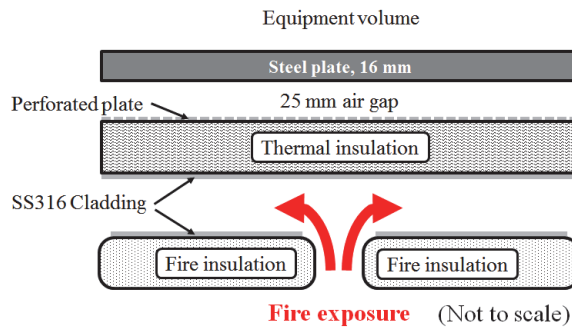 Equipment volume
Steel plate, 16 mm
Perforated plate
25 mm air gap
Thermal insulation
SS316 Cladding
Fire insulation
Fire insulation
Fire exposure (Not to scale)